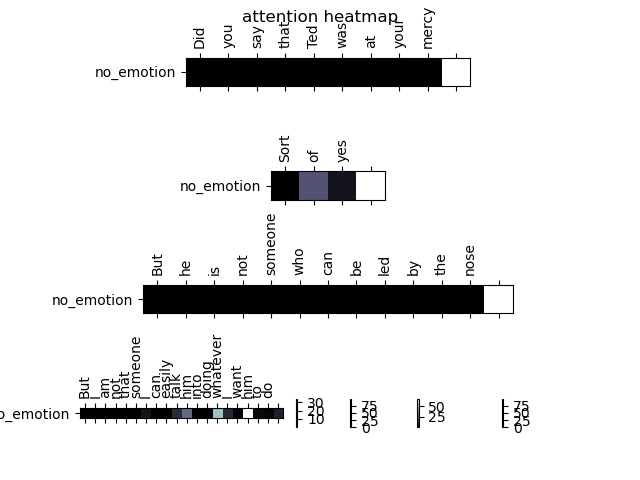 attention heatmap
Did you say that Ted was at your mercy
no_emotion
Sort of yes
no_emotion
But he is not someone who can be led by the nose
no_emotion
But I am not that someone I can easily talk him into doing whatever I want him to do
o_emotion
30 20 10
75 50 25 0
50 25
75 50 25 0